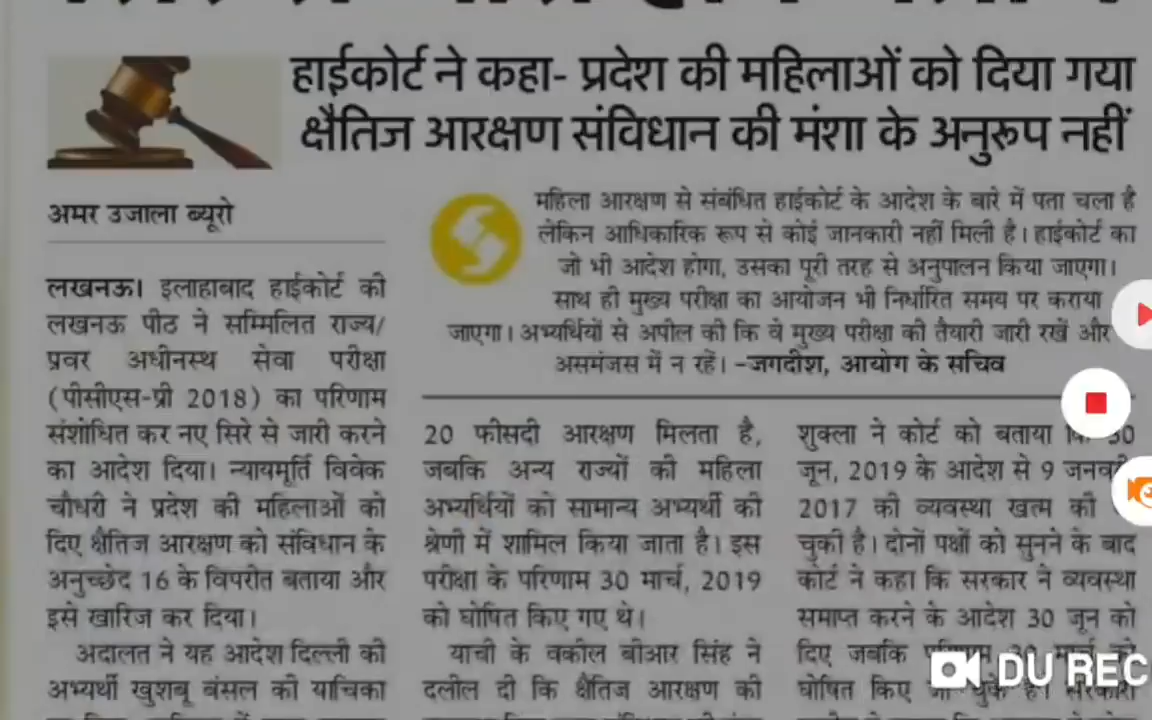 हाईकोर्ट ने कहा- प्रदेश की महिलाओं को दिया गया
क्षैतिज आरक्षण संविधान की मंशा के अनुरूप नहीं
अमर उजाला ब्यूरो
लखनऊ। इलाहाबाद हाईकोर्ट की
लखनऊ पीठ ने सम्मिलित राज्य/
प्रवर अधीनस्थ सेवा परीक्षा
(पीसीएस-प्री 2018) का परिणाम
संशोधित कर नए सिरे से जारी करने
का आदेश दिया। न्यायमूर्ति विवेक
चौधरी ने प्रदेश की महिलाओं को
दिए क्षैतिज आरक्षण को संविधान के
अनुच्छेद 16 के विपरीत बताया और
इसे खारिज कर दिया।
अदालत ने यह आदेश दिल्ली की
अभ्यर्थी खुशबू बंसल की याचिका
महिला आरक्षण से संबंधित हाईकोर्ट के आदेश के बारे में पता चला है
लेकिन आधिकारिक रूप से कोई जानकारी नहीं मिली है। हाईकोर्ट का
जो भी आदेश होगा, उसका पूरी तरह से अनुपालन किया जाएगा।
साथ ही मुख्य परीक्षा का आयोजन भी निर्धारित समय पर कराया
जाएगा। अभ्यर्थियों से अपील की कि वे मुख्य परीक्षा की तैयारी जारी रखें और
असमंजस में न रहें। -जगदीश, आयोग के सचिव
20 फीसदी आरक्षण मिलता है,
जबकि अन्य राज्यों की महिला
अभ्यर्थियों को सामान्य अभ्यर्थी की
श्रेणी में शामिल किया जाता है। इस
परीक्षा के परिणाम 30 मार्च, 2019
को घोषित किए गए थे।
याची के वकील बीआर सिंह ने
दलील दी कि क्षैतिज आरक्षण की
शुक्ला ने कोर्ट को बताया कि 30
जून, 2019 के आदेश से 9 जनवरी
2017 की व्यवस्था खत्म की
चुकी है। दोनों पक्षों को सुनने के बाद
कोर्ट ने कहा कि सरकार ने व्यवस्था
समाप्त करने के आदेश 30 जून को
दिए जबकि
घोषित किए जा चुके हैं।
DU REC